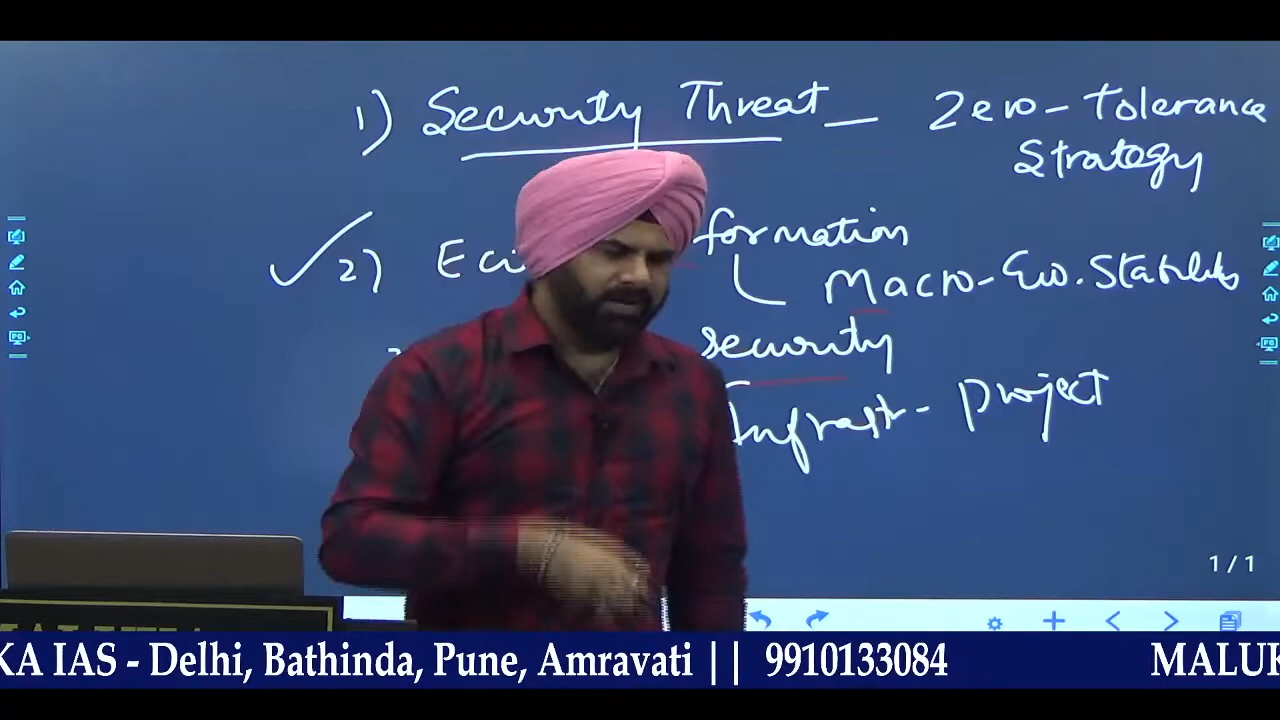 1) Security Threat — Zero-Tolerance
Strategy
2) Eco formation
Macro-Eco. Stability
security
Infrastr- project
1/1
KA IAS - Delhi, Bathinda, Pune, Amravati || 9910133084 MALUK